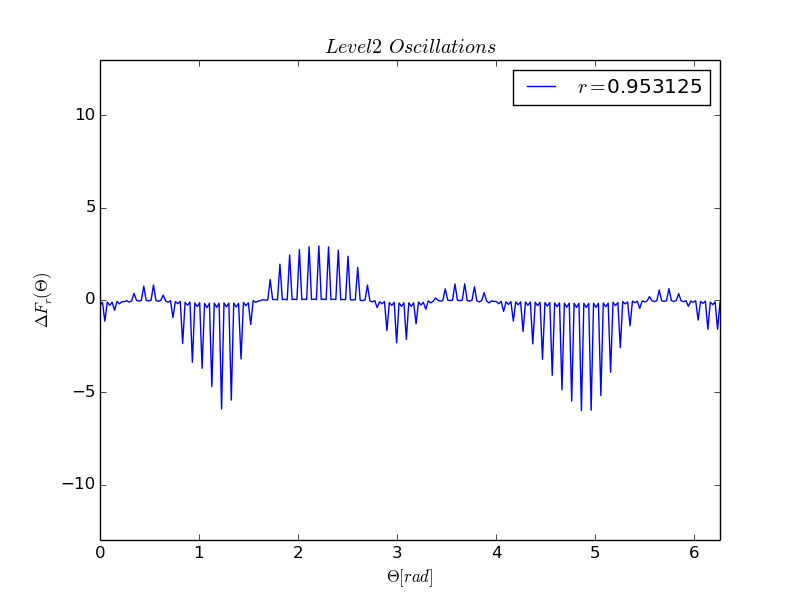 Level2 Oscillations
r=0.953125
10
5
0
−5
−10
ΔF_r(Θ)
0 1 2 3 4 5 6
Θ[rad]